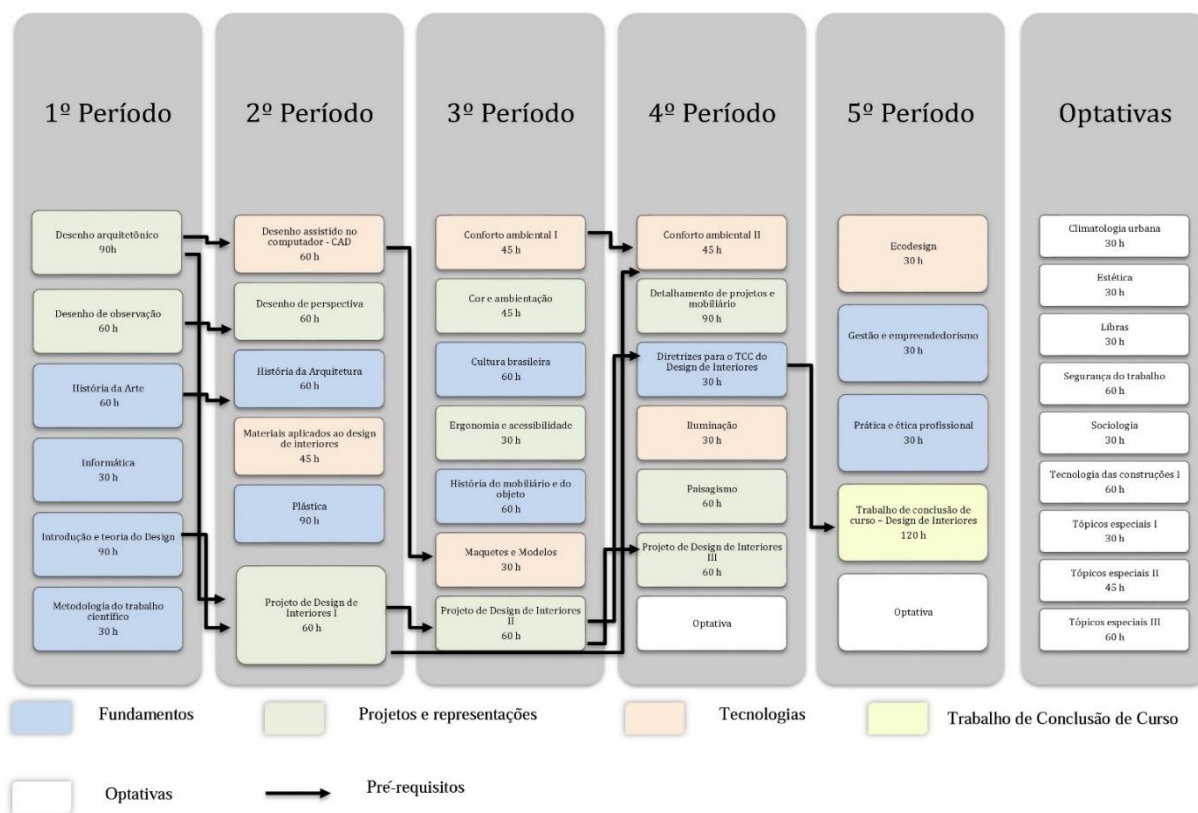 1º Período
Desenho arquitetônico
90h
Desenho de observação
60 h
História da Arte
60 h
Informática
30 h
Introdução e teoria do Design
90 h
Metodologia do trabalho
científico
30 h
2º Período
Desenho assistido no
computador - CAD
60 h
Desenho de perspectiva
60 h
História da Arquitetura
60 h
Materiais aplicados ao design
de interiores
45 h
Plástica
90 h
Projeto de Design de
Interiores I
60 h
3º Período
Conforto ambiental I
45 h
Cor e ambientação
45 h
Cultura brasileira
60 h
Ergonomia e acessibilidade
30 h
História do mobiliário e do
objeto
60 h
Maquetes e Modelos
30 h
Projeto de Design de Interiores
II
60 h
4º Período
Conforto ambiental II
45 h
Detalhamento de projetos e
mobiliário
90 h
Diretrizes para o TCC do
Design de Interiores
30 h
Iluminação
30 h
Paisagismo
60 h
Projeto de Design de Interiores
III
60 h
Optativa
5º Período
Ecodesign
30 h
Gestão e empreendedorismo
30 h
Prática e ética profissional
30 h
Trabalho de conclusão de
curso – Design de Interiores
120 h
Optativa
Optativas
Climatologia urbana
30 h
Estética
30 h
Libras
30 h
Segurança do trabalho
60 h
Sociologia
30 h
Tecnologia das construções I
60 h
Tópicos especiais I
30 h
Tópicos especiais II
45 h
Tópicos especiais III
60 h
Fundamentos
Projetos e representações
Tecnologias
Trabalho de Conclusão de Curso
Optativas
Pré-requisitos